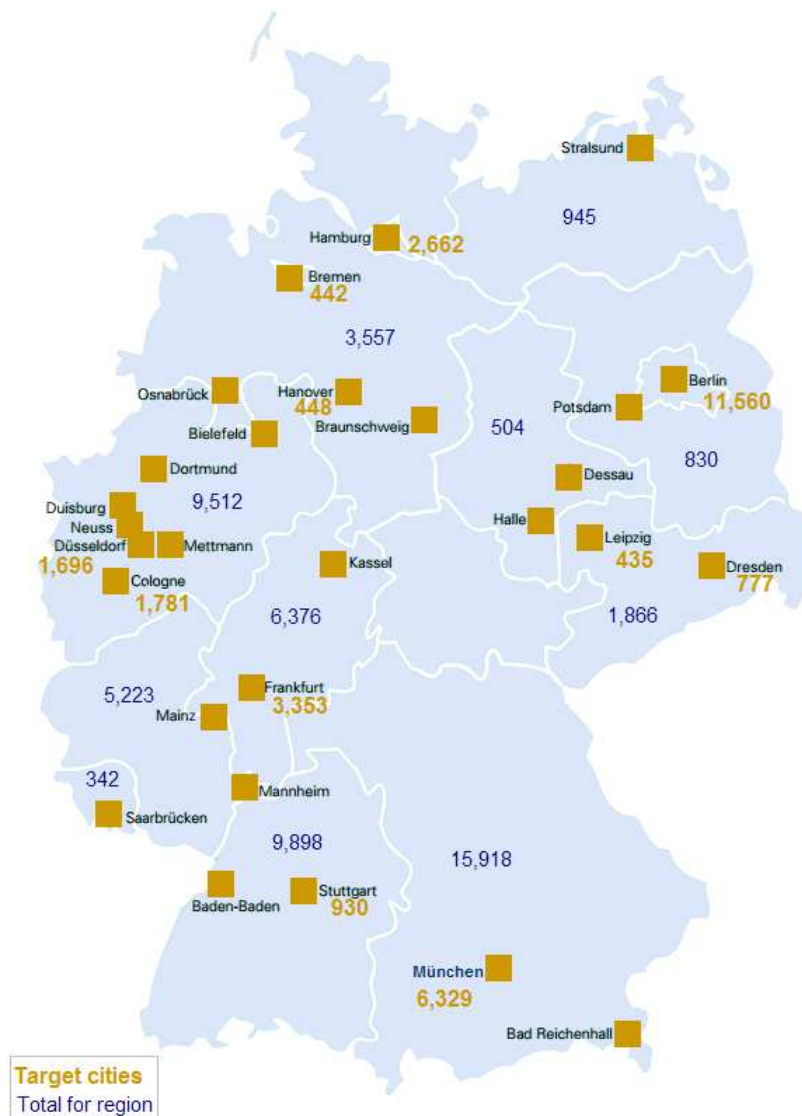 Stralsund
945
Hamburg
2,662
Bremen
442
3,557
Berlin
11,560
Osnabrück
Hanover
448
Potsdam
Braunschweig
504
Bielefeld
830
Dortmund
Dessau
9,512
Duisburg
Halle
Neuss
Leipzig
435
Düsseldorf
1,696
Mettmann
Kassel
Dresden
777
Cologne
1,781
6,376
1,866
5,223
Frankfurt
3,353
Mainz
342
Mannheim
Saarbrücken
9,898
15,918
Stuttgart
930
Baden-Baden
München
6,329
Bad Reichenhall
Target cities
Total for region